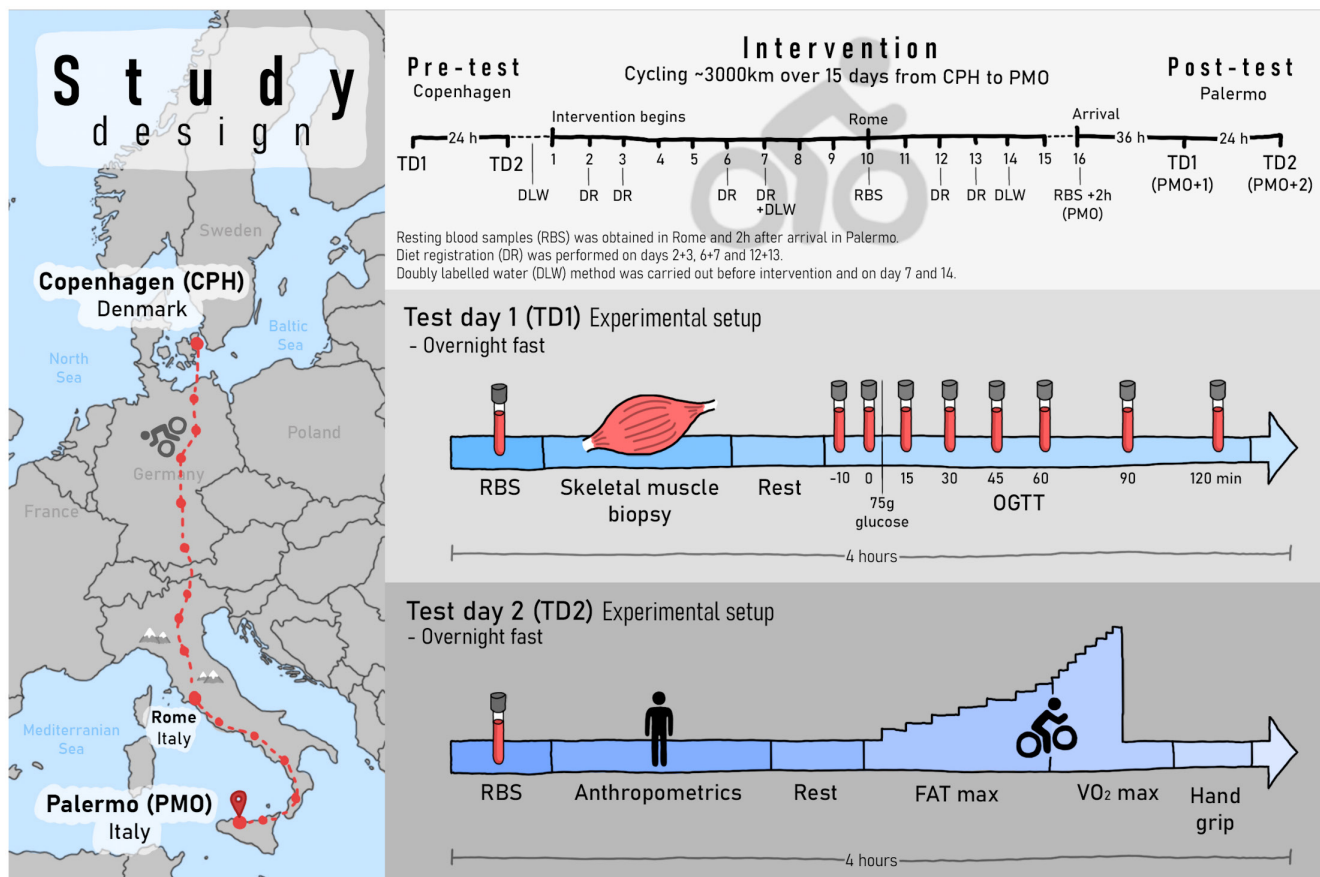 Study
design
Sweden
Copenhagen (CPH)
Denmark
Baltic
Sea
North
Sea
Poland
Germany
France
Rome
Italy
Mediterranean
Sea
Palermo (PMO)
Italy
Intervention
Cycling ~3000km over 15 days from CPH to PMO
Pre-test
Copenhagen
Post-test
Palermo
Intervention begins
Rome
Arrival
24 h
36 h
24 h
TD1
TD2
1 2 3 4 5 6 7 8 9 10 11 12 13 14 15 16
TD1
(PMO+1)
TD2
(PMO+2)
DLW
DR
DR
DR
DR
+DLW
RBS
DR
DR
DLW
RBS +2h
(PMO)
Resting blood samples (RBS) was obtained in Rome and 2h after arrival in Palermo.
Diet registration (DR) was performed on days 2+3, 6+7 and 12+13.
Doubly labelled water (DLW) method was carried out before intervention and on day 7 and 14.
Test day 1 (TD1) Experimental setup
- Overnight fast
RBS
Skeletal muscle
biopsy
Rest
-10 0 15 30 45 60 90 120 min
75g
glucose
OGTT
4 hours
Test day 2 (TD2) Experimental setup
- Overnight fast
RBS
Anthropometrics
Rest
FAT max
VO₂ max
Hand
grip
4 hours